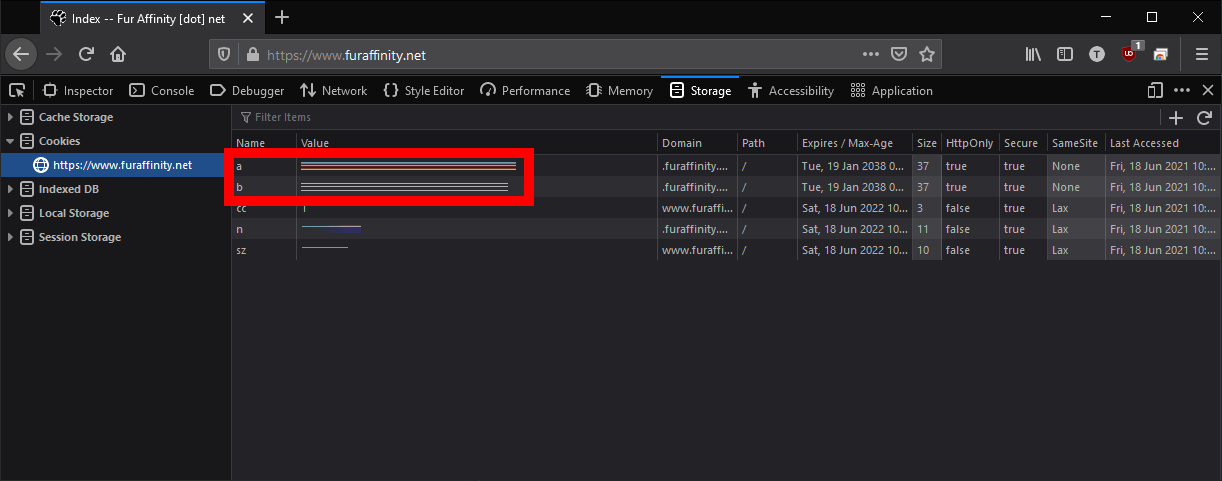 Index -- Fur Affinity [dot] net
https://www.furaffinity.net
T
UD
1
Inspector Console Debugger Network Style Editor Performance Memory Storage Accessibility Application
Cache Storage
Cookies
https://www.furaffinity.net
Indexed DB
Local Storage
Session Storage
Filter Items
Name Value Domain Path Expires / Max-Age Size HttpOnly Secure SameSite Last Accessed
a .furaffinity.... / Tue, 19 Jan 2038 0... 37 true true None Fri, 18 Jun 2021 10:...
b .furaffinity.... / Tue, 19 Jan 2038 0... 37 true true None Fri, 18 Jun 2021 10:...
cc www.furaffi... / Sat, 18 Jun 2022 10... 3 false true Lax Fri, 18 Jun 2021 10:...
n .furaffinity.... / Sat, 18 Jun 2022 10... 11 false true Lax Fri, 18 Jun 2021 10:...
sz www.furaffi... / Sat, 18 Jun 2022 10... 10 false true Lax Fri, 18 Jun 2021 10:...